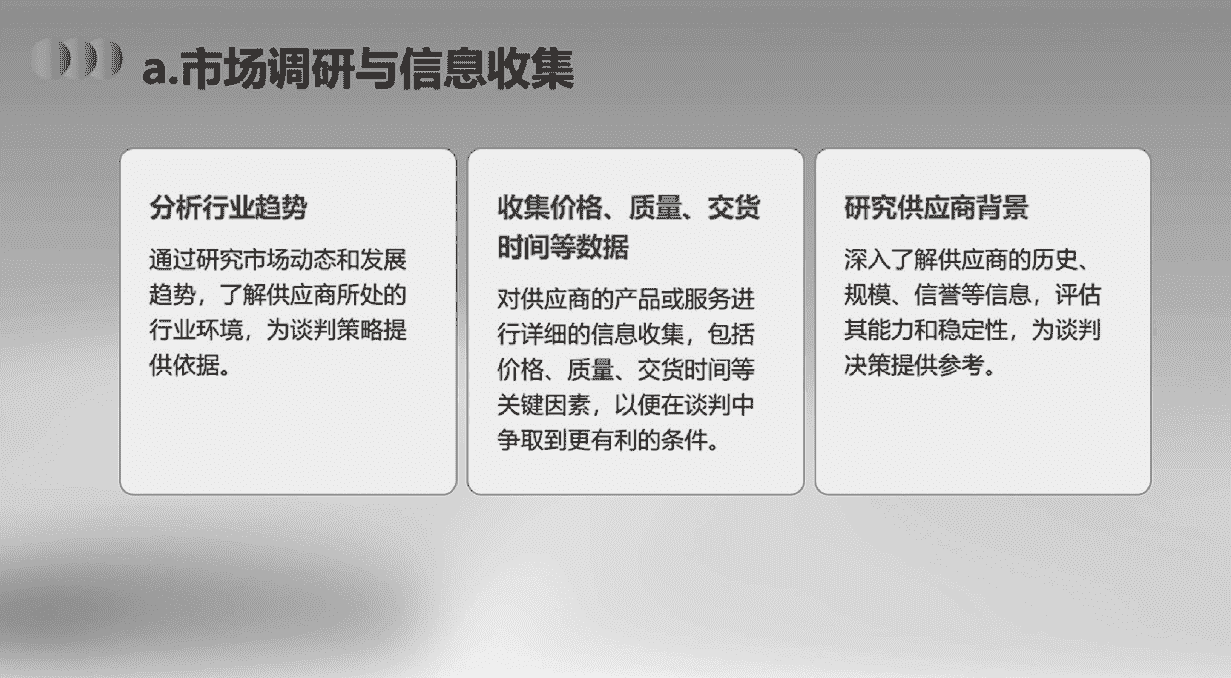 a.市场调研与信息收集
分析行业趋势
通过研究市场动态和发展
趋势，了解供应商所处的
行业环境，为谈判策略提
供依据。
收集价格、质量、交货
时间等数据
对供应商的产品或服务进
行详细的信息收集，包括
价格、质量、交货时间等
关键因素，以便在谈判中
争取到更有利的条件。
研究供应商背景
深入了解供应商的历史、
规模、信誉等信息，评估
其能力和稳定性，为谈判
决策提供参考。